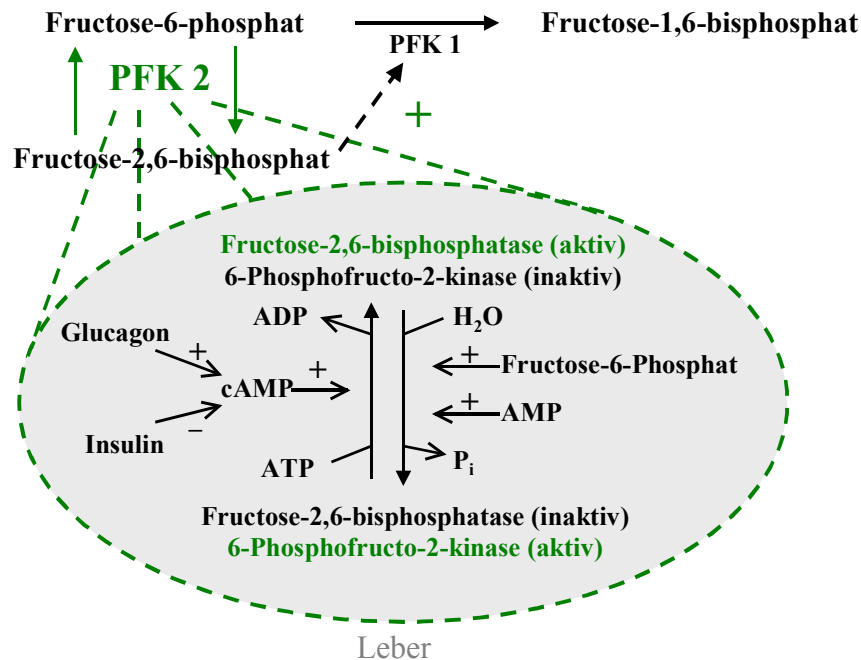 Fructose-6-phosphat
Fructose-1,6-bisphosphat
PFK 1
PFK 2
+
Fructose-2,6-bisphosphat
Fructose-2,6-bisphosphatase (aktiv)
6-Phosphofructo-2-kinase (inaktiv)
ADP
H₂O
Glucagon
+
+
Fructose-6-Phosphat
cAMP
+
+
AMP
Insulin
−
ATP
Pᵢ
Fructose-2,6-bisphosphatase (inaktiv)
6-Phosphofructo-2-kinase (aktiv)
Leber